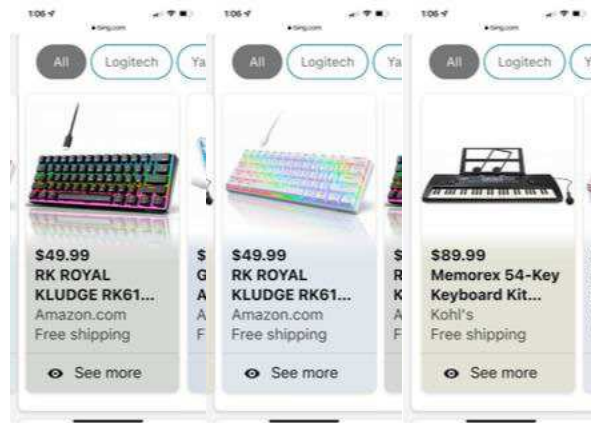 1:06
bing.com
All
Logitech
Ya
$49.99
RK ROYAL
KLUDGE RK61...
Amazon.com
Free shipping
See more
$
G
A
A
F
1:06
bing.com
All
Logitech
Ya
$49.99
RK ROYAL
KLUDGE RK61...
Amazon.com
Free shipping
See more
$
R
K
A
F
1:06
bing.com
All
Logitech
Y
$89.99
Memorex 54-Key
Keyboard Kit...
Kohl's
Free shipping
See more